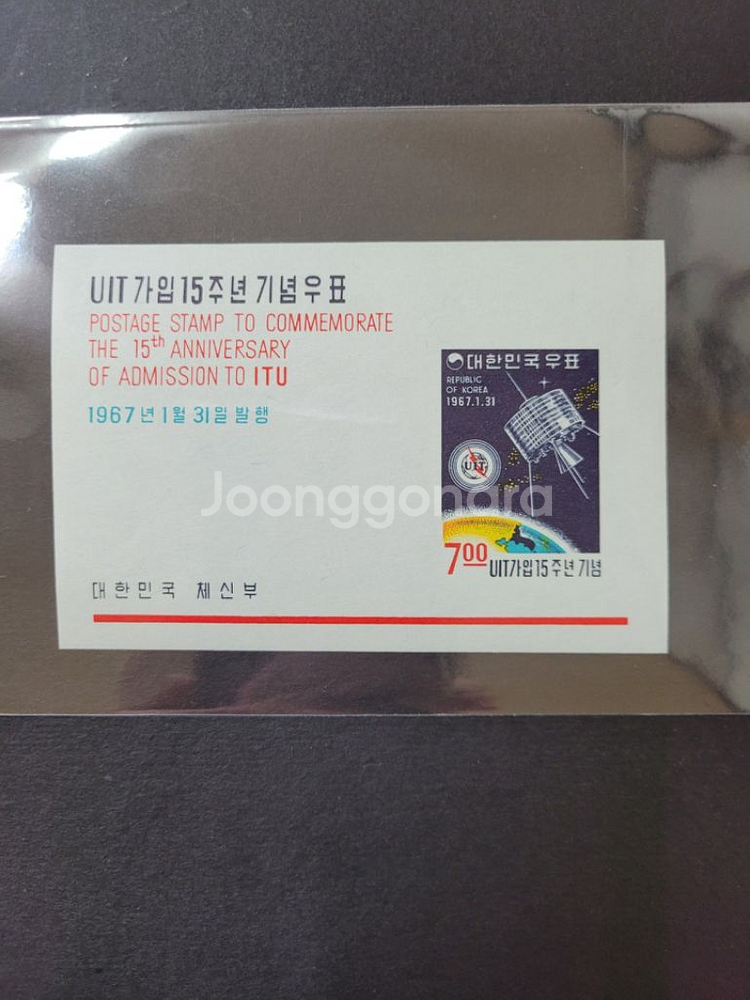 UIT 가입 15주년 기념우표
POSTAGE STAMP TO COMMEMORATE
THE 15th ANNIVERSARY
OF ADMISSION TO ITU
1967년 1월 31일 발행
대한민국우표
REPUBLIC
OF KOREA
1967.1.31
UIT
Joonggonara
7.00
UIT가입15주년기념
대한민국 체신부